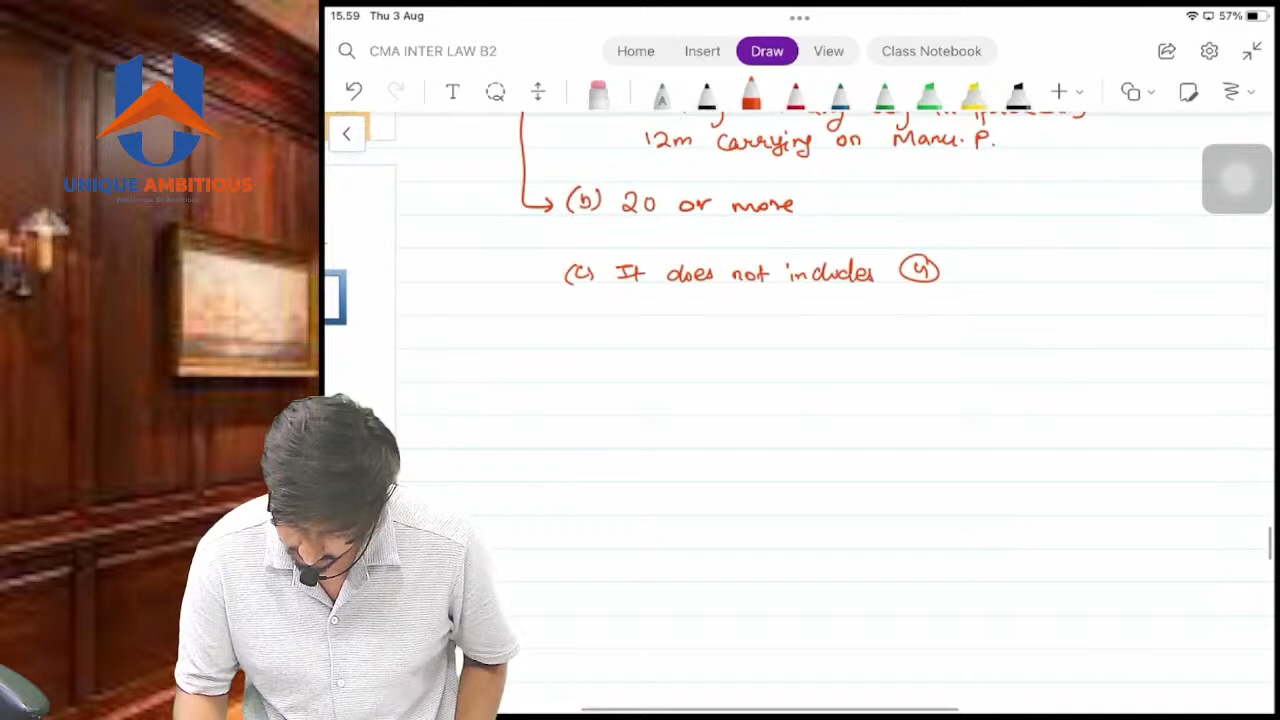 15.59 Thu 3 Aug
57%
CMA INTER LAW B2
Home Insert Draw View Class Notebook
UNIQUE AMBITIOUS
12m Carrying on Manu. P.
(b) 20 or more
(c) It does not includes 4